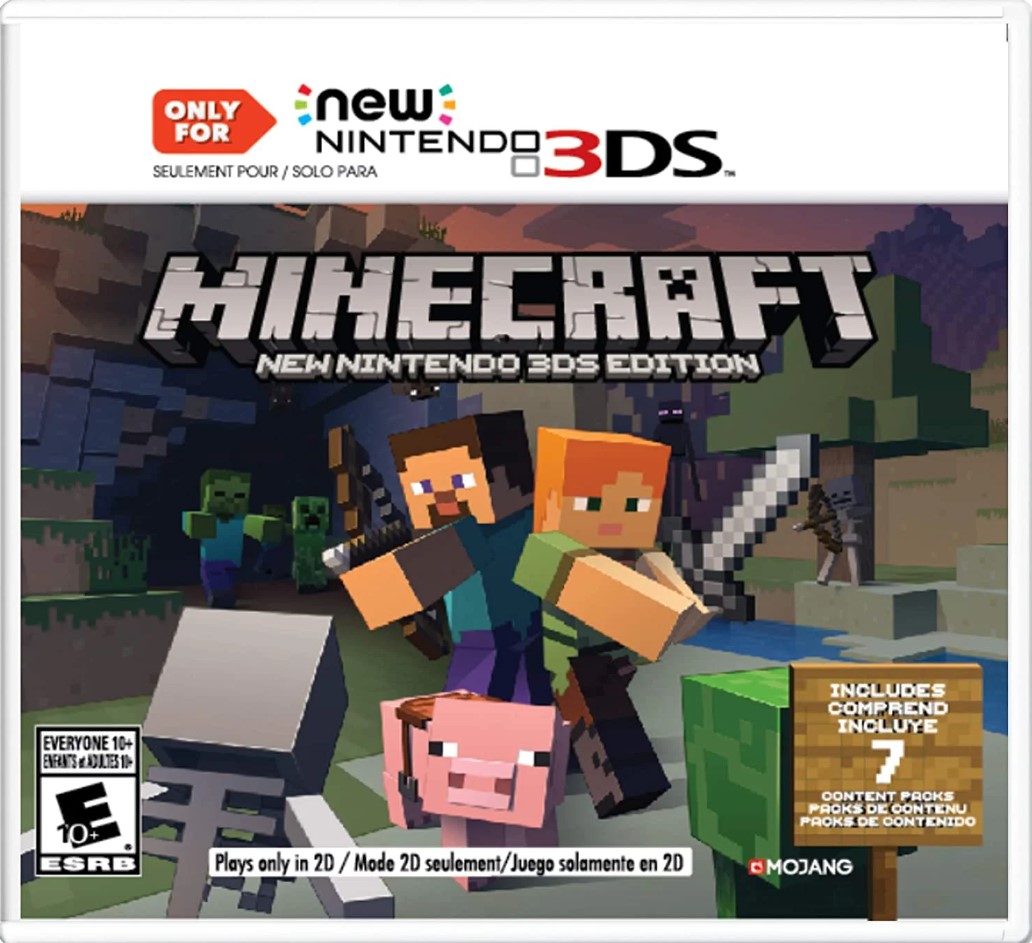 ONLY
FOR
new
NINTENDO 3DS™
SEULEMENT POUR / SOLO PARA
MINECRAFT
NEW NINTENDO 3DS EDITION
INCLUDES
COMPREND
INCLUYE
7
CONTENT PACKS
PACKS DE CONTENU
PACKS DE CONTENIDO
EVERYONE 10+
ENFANTS et ADULTES 10+
E
10+
®
ESRB
Plays only in 2D / Mode 2D seulement/Juego solamente en 2D
MOJANG